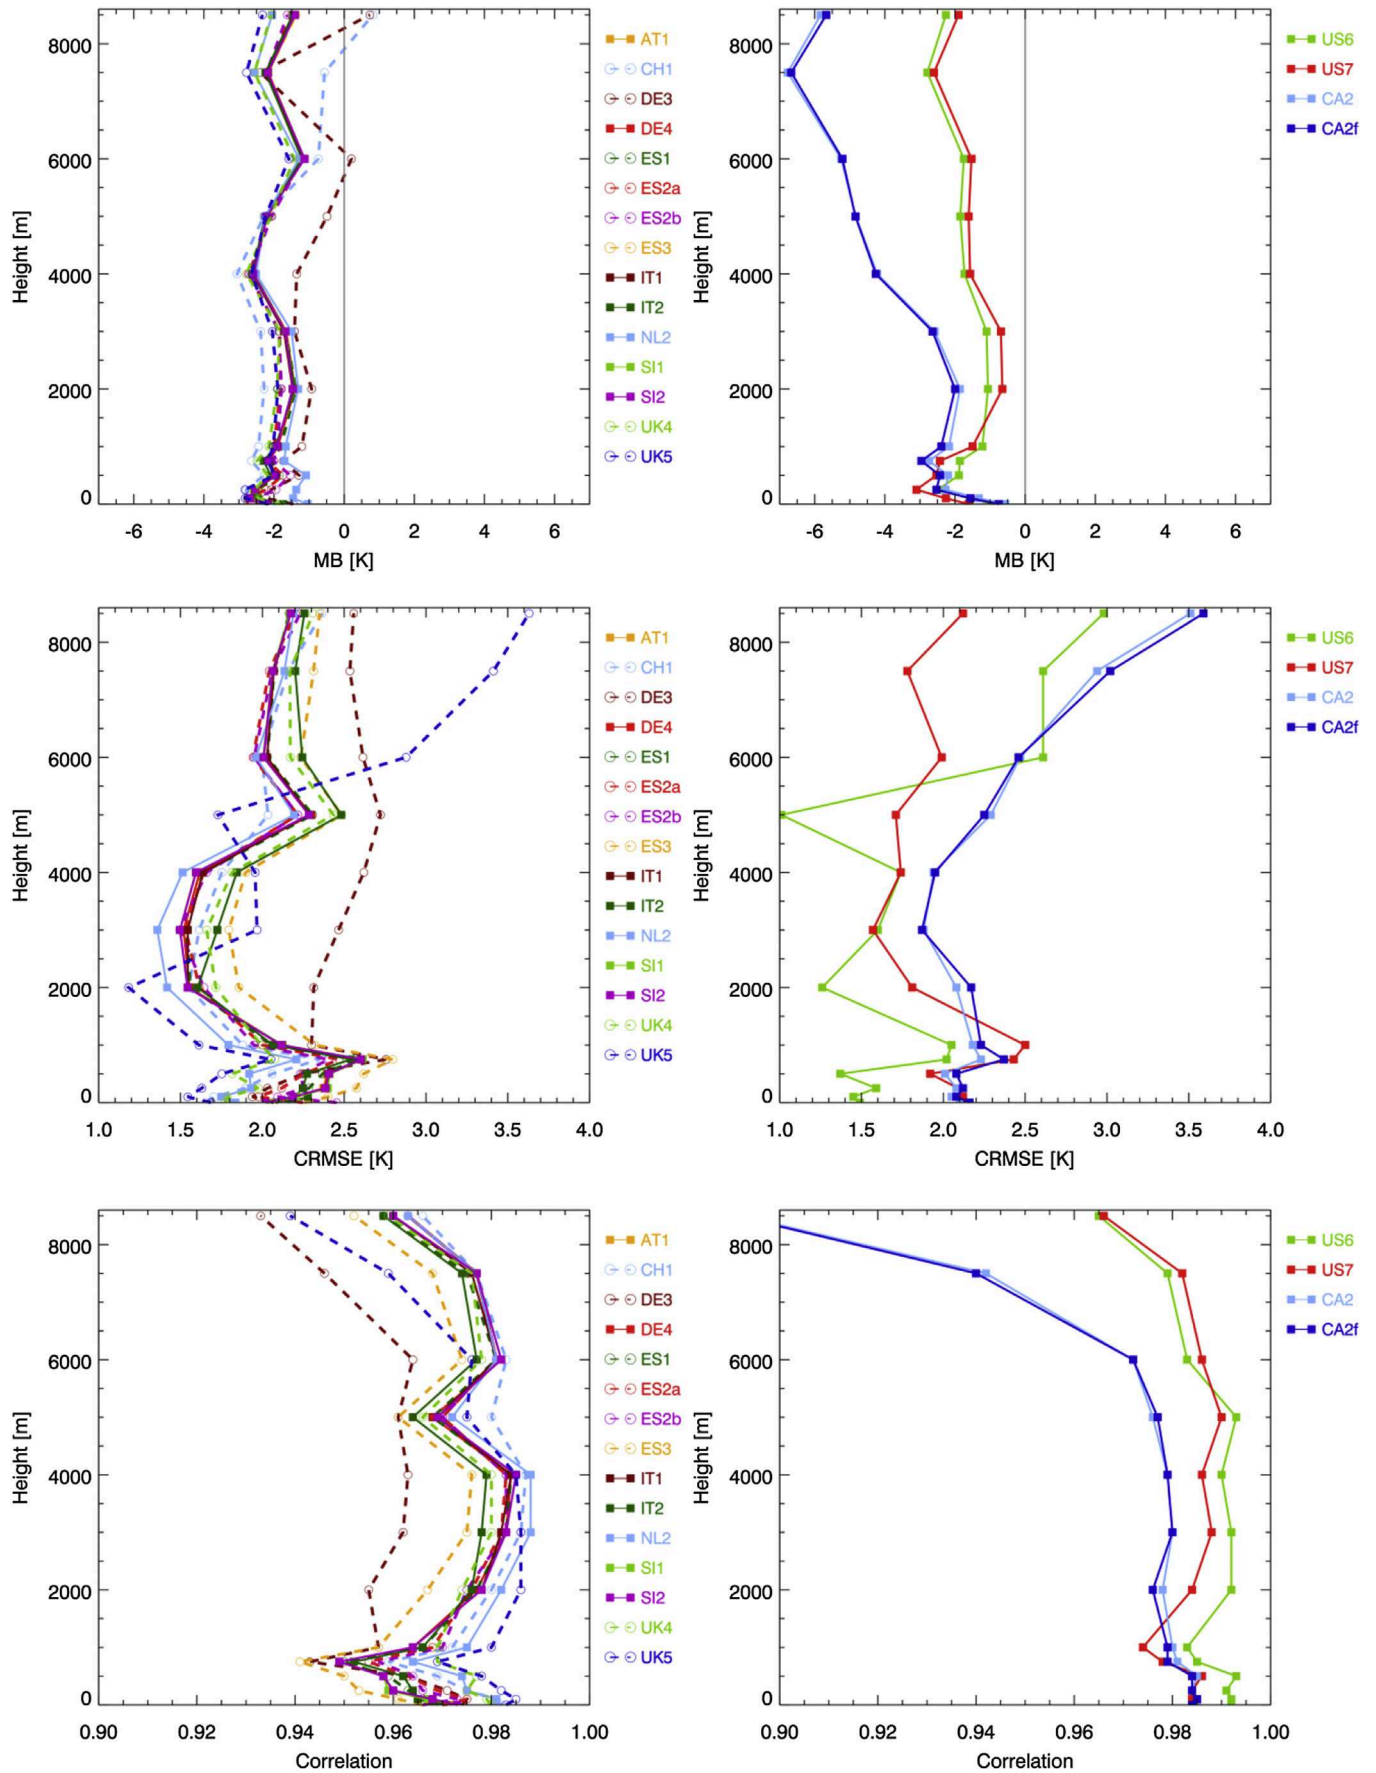 8000
6000
4000
2000
0
Height [m]
-6 -4 -2 0 2 4 6
MB [K]
AT1
CH1
DE3
DE4
ES1
ES2a
ES2b
ES3
IT1
IT2
NL2
SI1
SI2
UK4
UK5
8000
6000
4000
2000
0
Height [m]
-6 -4 -2 0 2 4 6
MB [K]
US6
US7
CA2
CA2f
8000
6000
4000
2000
0
Height [m]
1.0 1.5 2.0 2.5 3.0 3.5 4.0
CRMSE [K]
AT1
CH1
DE3
DE4
ES1
ES2a
ES2b
ES3
IT1
IT2
NL2
SI1
SI2
UK4
UK5
8000
6000
4000
2000
0
Height [m]
1.0 1.5 2.0 2.5 3.0 3.5 4.0
CRMSE [K]
US6
US7
CA2
CA2f
8000
6000
4000
2000
0
Height [m]
0.90 0.92 0.94 0.96 0.98 1.00
Correlation
AT1
CH1
DE3
DE4
ES1
ES2a
ES2b
ES3
IT1
IT2
NL2
SI1
SI2
UK4
UK5
8000
6000
4000
2000
0
Height [m]
0.90 0.92 0.94 0.96 0.98 1.00
Correlation
US6
US7
CA2
CA2f